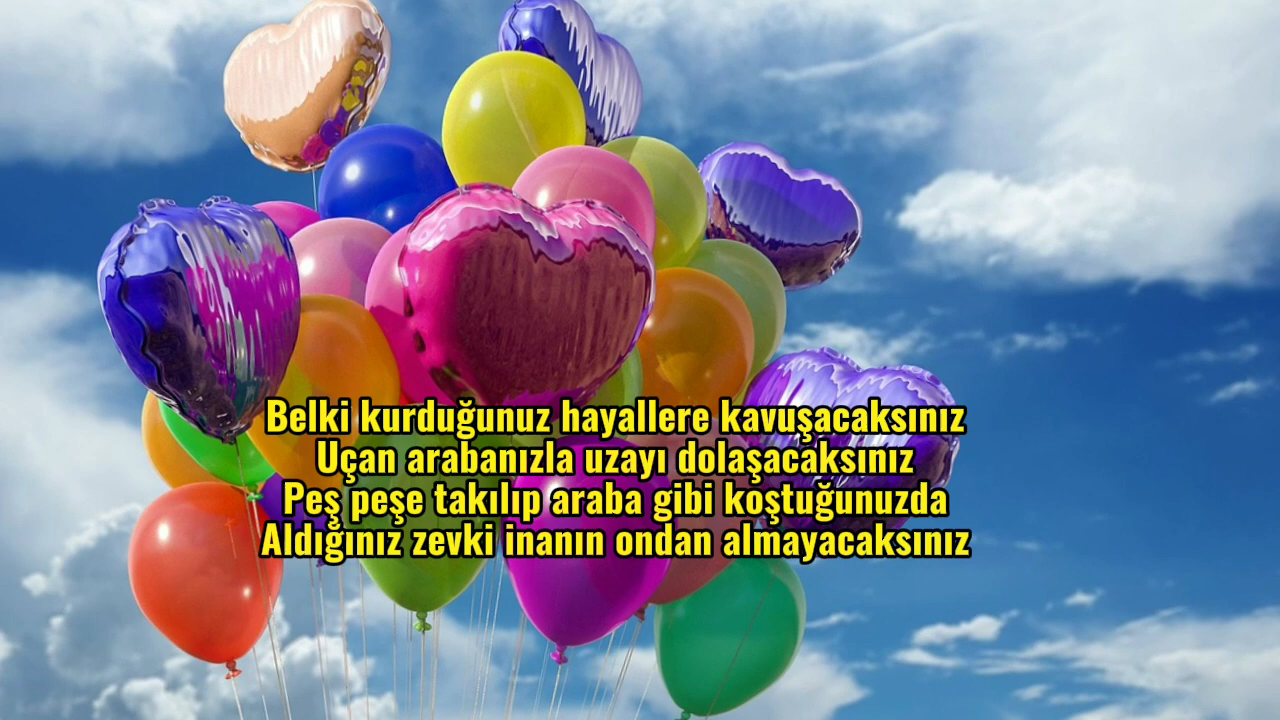 Belki kurduğunuz hayallere kavuşacaksınız
Uçan arabanızla uzayı dolaşacaksınız
Peş peşe takılıp araba gibi koştuğunuzda
Aldığınız zevki inanın ondan almayacaksınız